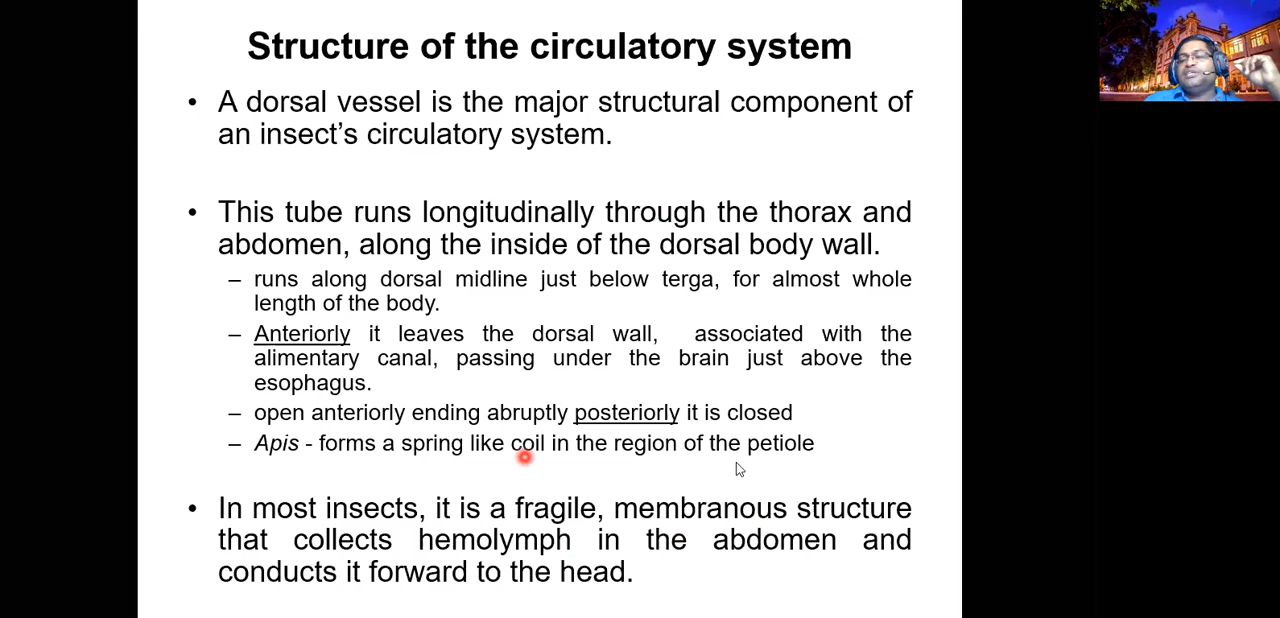 Structure of the circulatory system
• A dorsal vessel is the major structural component of
an insect's circulatory system.
• This tube runs longitudinally through the thorax and
abdomen, along the inside of the dorsal body wall.
– runs along dorsal midline just below terga, for almost whole
length of the body.
– Anteriorly it leaves the dorsal wall, associated with the
alimentary canal, passing under the brain just above the
esophagus.
– open anteriorly ending abruptly posteriorly it is closed
– Apis - forms a spring like coil in the region of the petiole
• In most insects, it is a fragile, membranous structure
that collects hemolymph in the abdomen and
conducts it forward to the head.